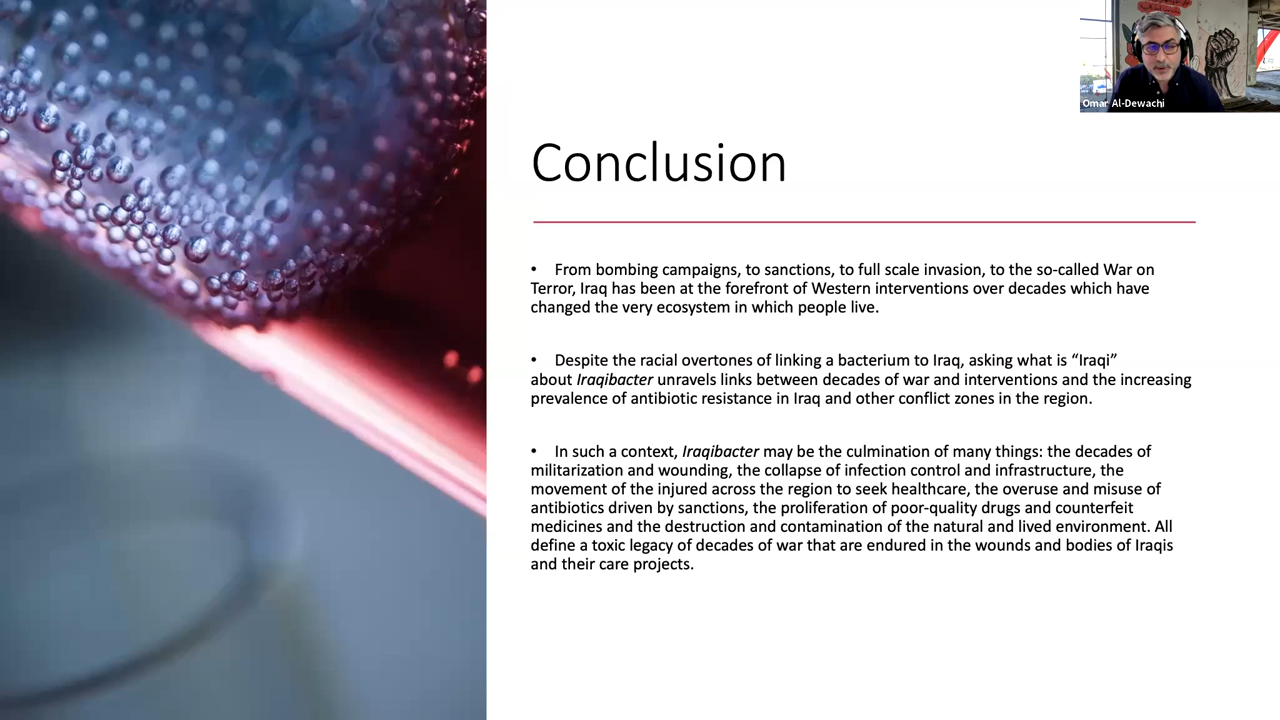 Omar Al-Dewachi
Conclusion
• From bombing campaigns, to sanctions, to full scale invasion, to the so-called War on
Terror, Iraq has been at the forefront of Western interventions over decades which have
changed the very ecosystem in which people live.
• Despite the racial overtones of linking a bacterium to Iraq, asking what is “Iraqi”
about Iraqibacter unravels links between decades of war and interventions and the increasing
prevalence of antibiotic resistance in Iraq and other conflict zones in the region.
• In such a context, Iraqibacter may be the culmination of many things: the decades of
militarization and wounding, the collapse of infection control and infrastructure, the
movement of the injured across the region to seek healthcare, the overuse and misuse of
antibiotics driven by sanctions, the proliferation of poor-quality drugs and counterfeit
medicines and the destruction and contamination of the natural and lived environment. All
define a toxic legacy of decades of war that are endured in the wounds and bodies of Iraqis
and their care projects.